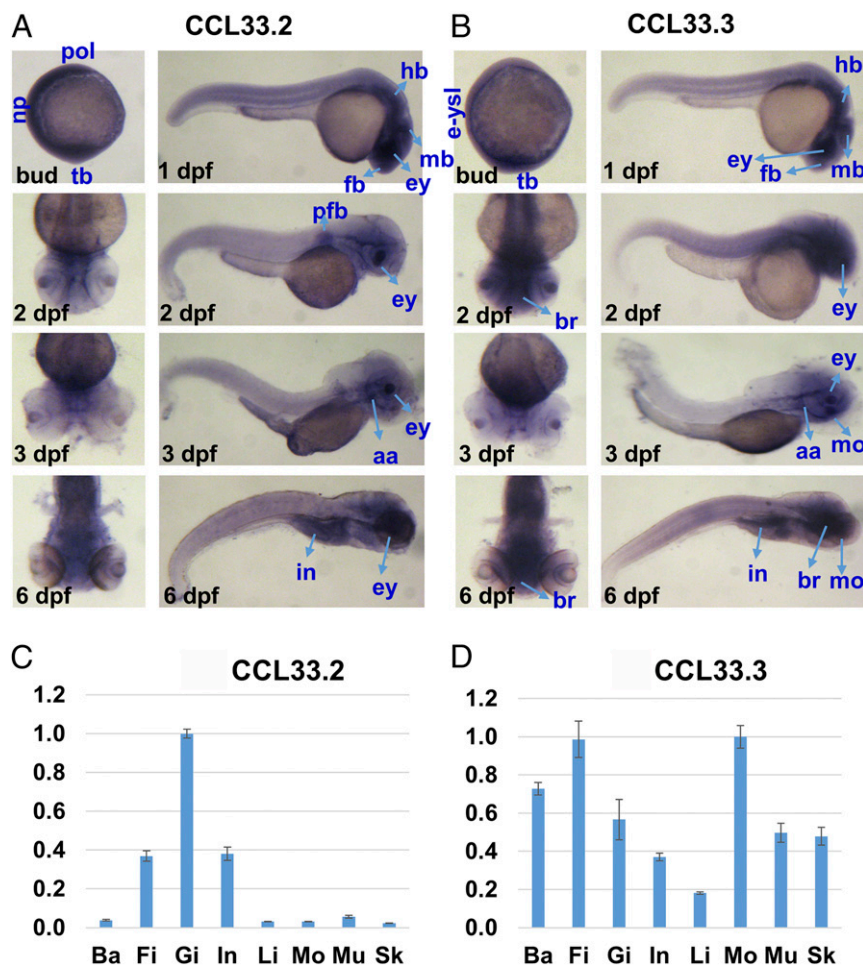 A CCL33.2
pol
np
bud
tb
hb
mb
ey
fb
1 dpf
2 dpf
pfb
ey
2 dpf
3 dpf
ey
aa
3 dpf
6 dpf
in
ey
6 dpf
B CCL33.3
e-ysl
bud
tb
hb
ey
fb
mb
1 dpf
2 dpf
br
ey
2 dpf
3 dpf
ey
aa
mo
3 dpf
6 dpf
br
in
br
mo
6 dpf
C CCL33.2
1.2
1.0
0.8
0.6
0.4
0.2
0.0
Ba Fi Gi In Li Mo Mu Sk
D CCL33.3
1.2
1.0
0.8
0.6
0.4
0.2
0.0
Ba Fi Gi In Li Mo Mu Sk